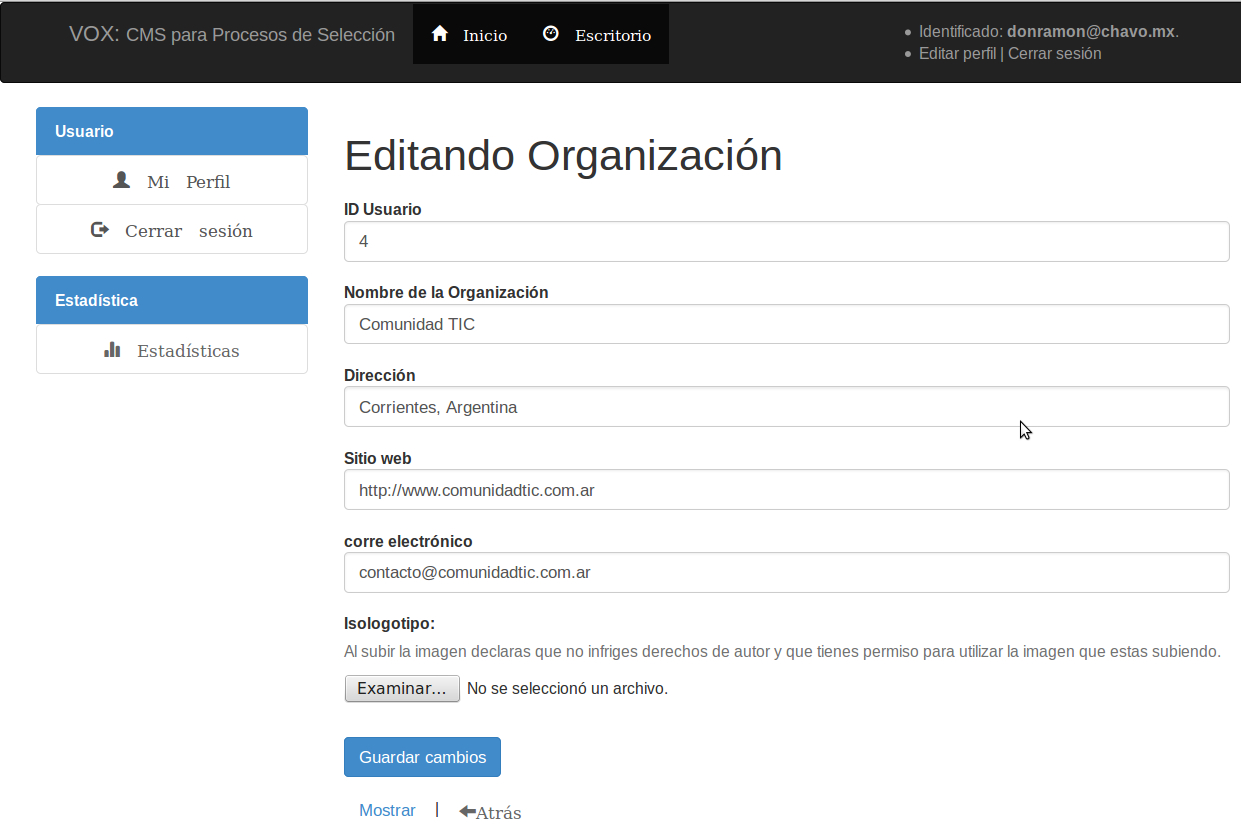 VOX: CMS para Procesos de Selección
Inicio
Escritorio
Identificado: donramon@chavo.mx.
Editar perfil | Cerrar sesión
Usuario
Mi Perfil
Cerrar sesión
Estadística
Estadísticas
Editando Organización
ID Usuario
4
Nombre de la Organización
Comunidad TIC
Dirección
Corrientes, Argentina
Sitio web
http://www.comunidadtic.com.ar
corre electrónico
contacto@comunidadtic.com.ar
Isologotipo:
Al subir la imagen declaras que no infriges derechos de autor y que tienes permiso para utilizar la imagen que estas subiendo.
Examinar... No se seleccionó un archivo.
Guardar cambios
Mostrar | Atrás